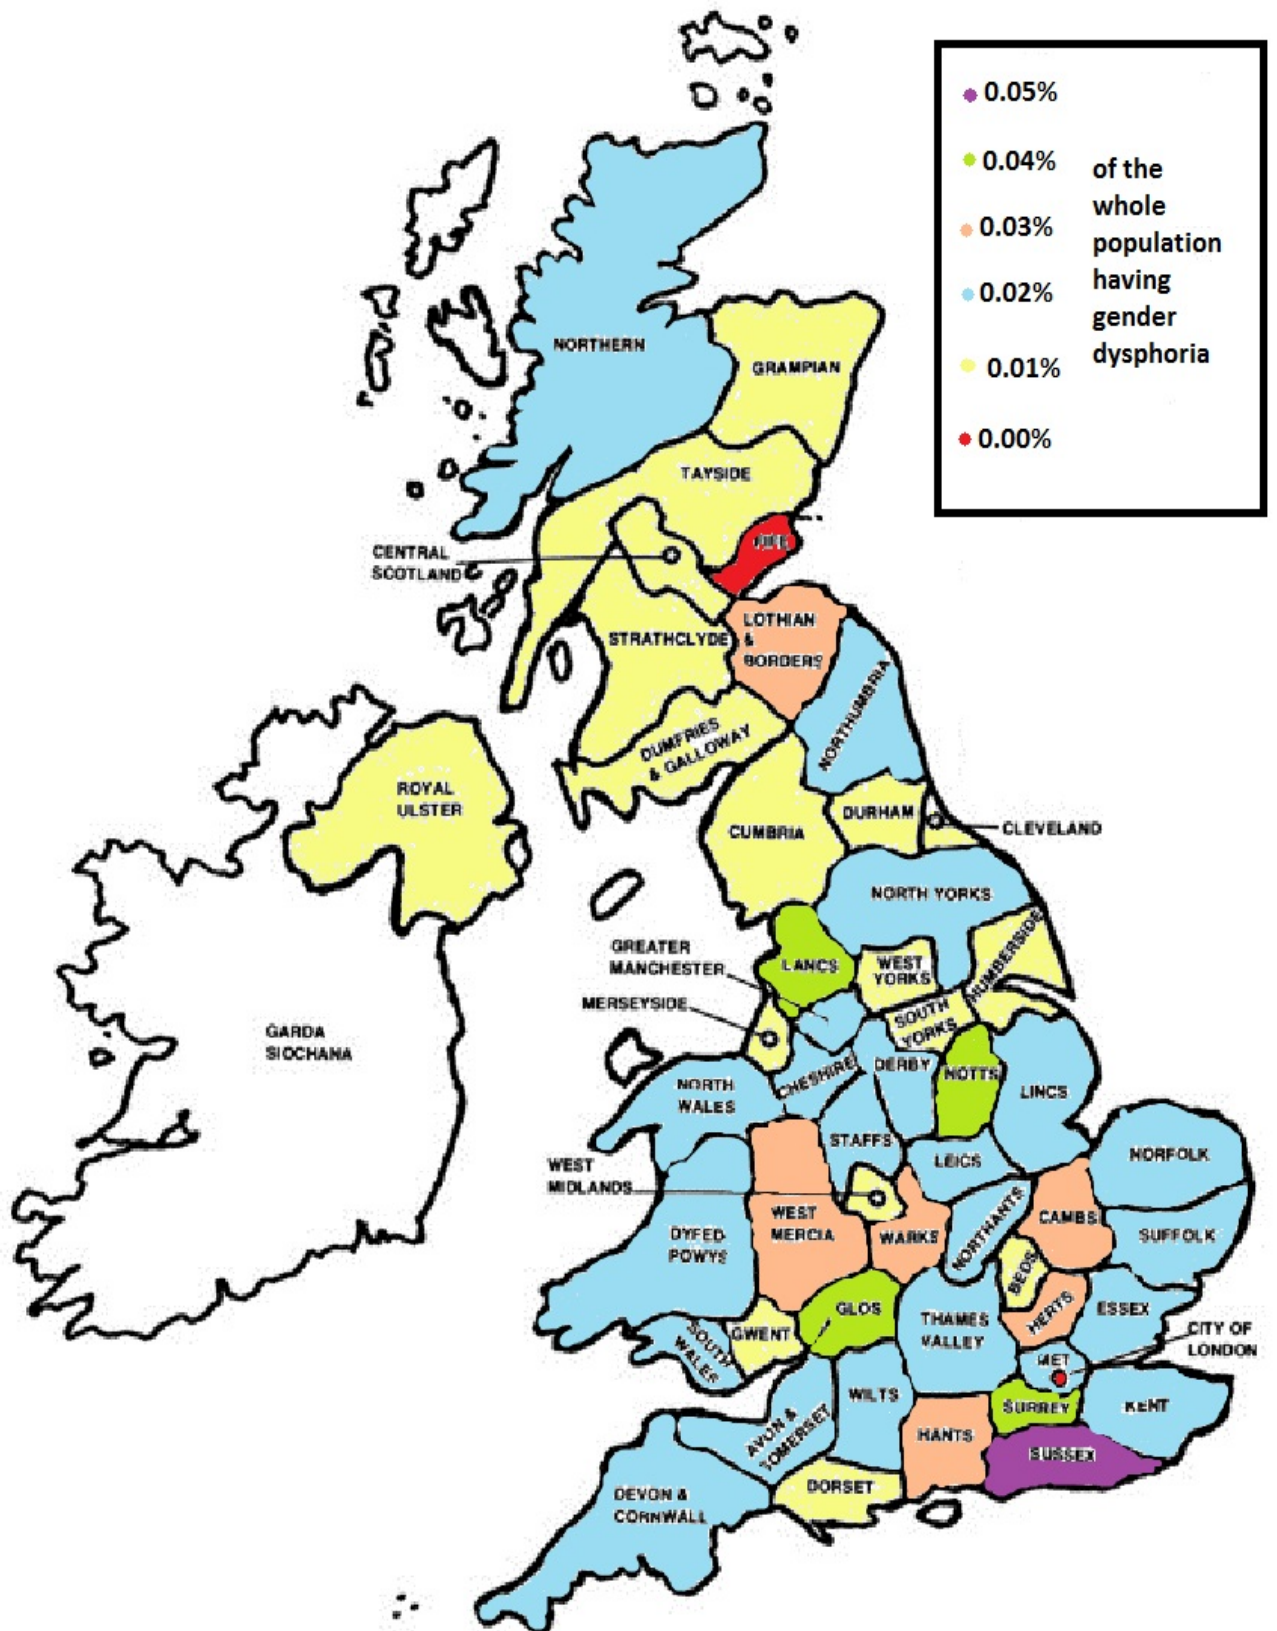 0.05%
0.04%
0.03%
0.02%
0.01%
0.00%
of the
whole
population
having
gender
dysphoria
NORTHERN
GRAMPIAN
TAYSIDE
FIFE
CENTRAL
SCOTLAND
LOTHIAN
&
BORDERS
STRATHCLYDE
NORTHUMBRIA
DUMFRIES
& GALLOWAY
ROYAL
ULSTER
DURHAM
CLEVELAND
CUMBRIA
NORTH YORKS
HUMBERSIDE
GREATER
MANCHESTER
LANCS
WEST
YORKS
MERSEYSIDE
SOUTH
YORKS
GARDA
SIOCHANA
CHESHIRE
DERBY
NOTTS
LINCS
NORTH
WALES
STAFFS
LEICS
NORFOLK
WEST
MIDLANDS
WEST
MERCIA
WARKS
NORTHANTS
CAMBS
SUFFOLK
DYFED
POWYS
BEDS
GLOS
HERTS
ESSEX
THAMES
VALLEY
CITY OF
LONDON
GWENT
SOUTH
WALES
MET
WILTS
SURREY
KENT
AVON &
SOMERSET
HANTS
SUSSEX
DORSET
DEVON &
CORNWALL